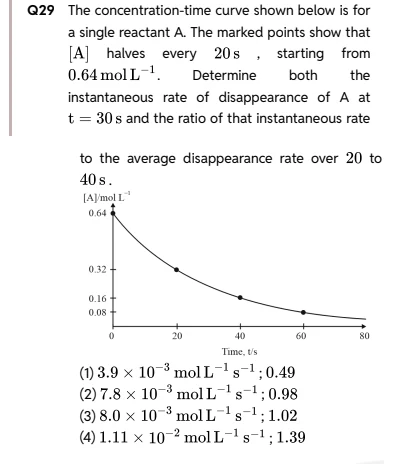 Q29 The concentration-time curve shown below is for
a single reactant A. The marked points show that
[A] halves every 20 s , starting from
0.64 mol L⁻¹. Determine both the
instantaneous rate of disappearance of A at
t = 30 s and the ratio of that instantaneous rate
to the average disappearance rate over 20 to
40 s.
[A]/mol L⁻¹
0.64
0.32
0.16
0.08
0 20 40 60 80
Time, t/s
(1) 3.9 × 10⁻³ mol L⁻¹ s⁻¹ ; 0.49
(2) 7.8 × 10⁻³ mol L⁻¹ s⁻¹ ; 0.98
(3) 8.0 × 10⁻³ mol L⁻¹ s⁻¹ ; 1.02
(4) 1.11 × 10⁻² mol L⁻¹ s⁻¹ ; 1.39